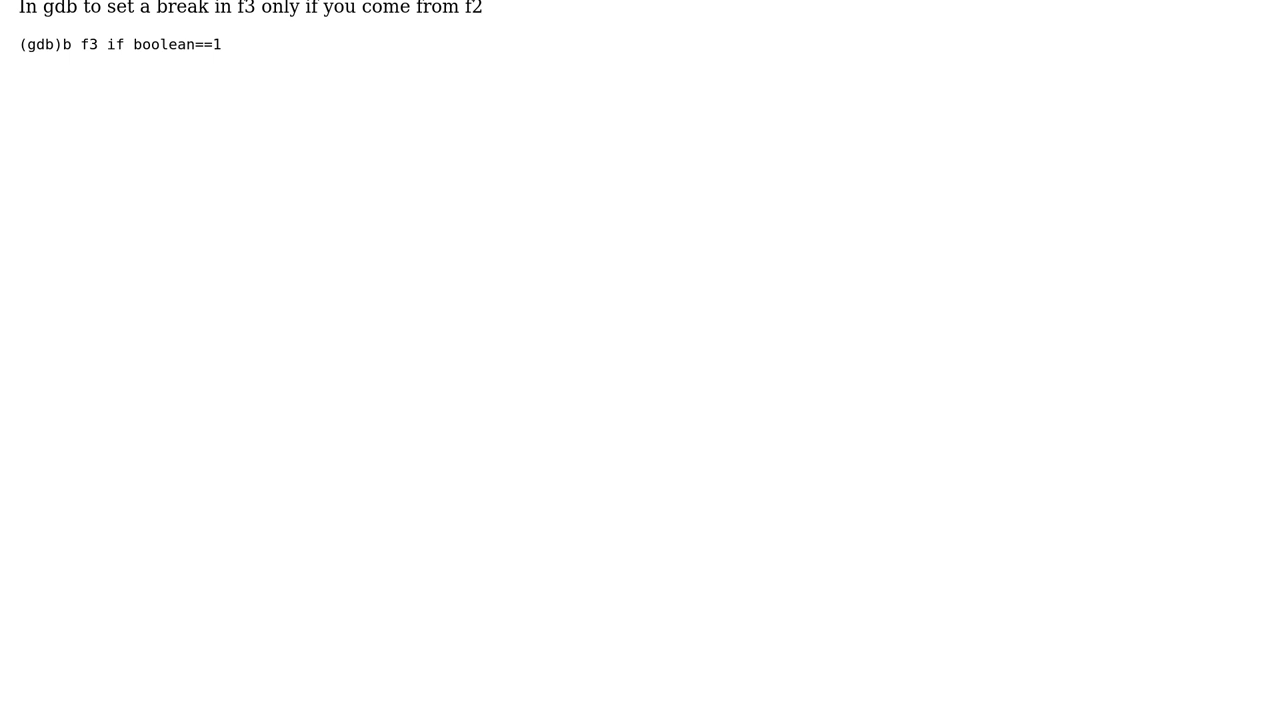 In gdb to set a break in f3 only if you come from f2
(gdb)b f3 if boolean==1